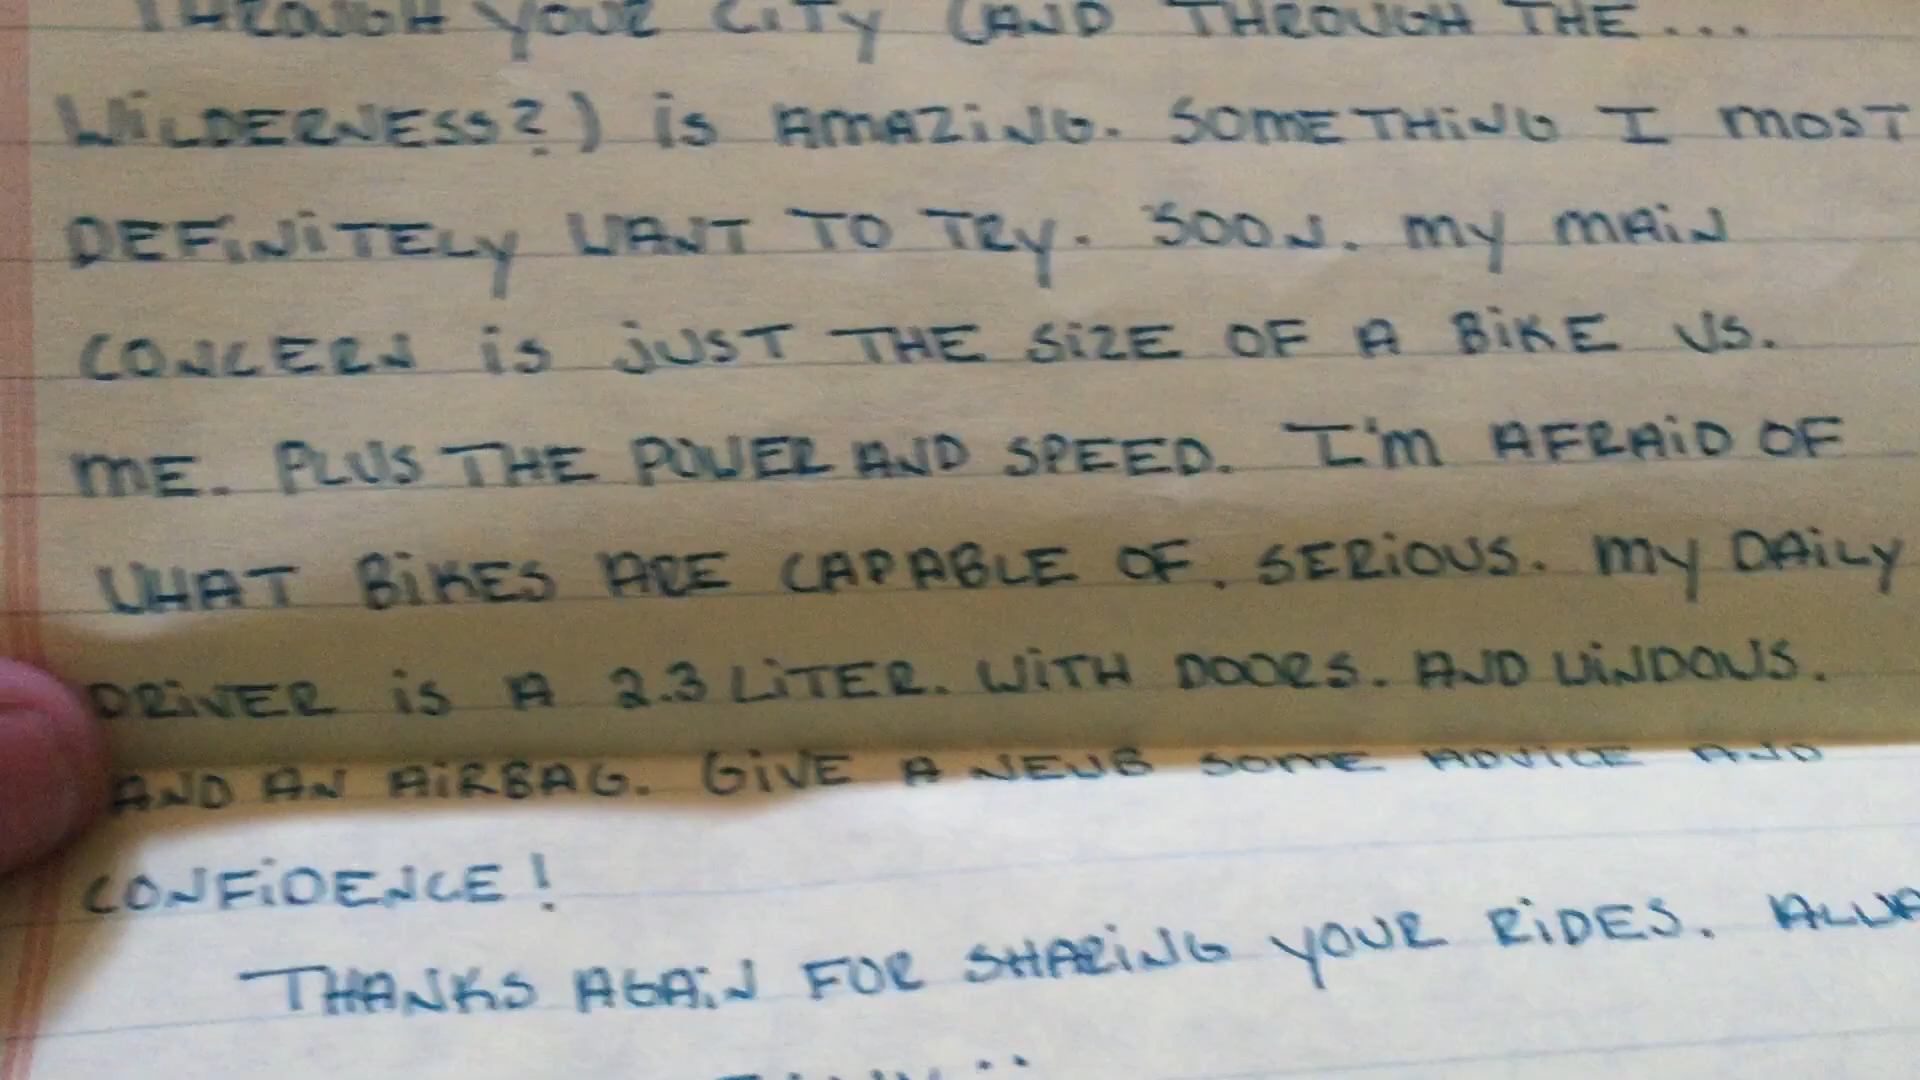 THROUGH YOUR CITY (AND THROUGH THE...
WILDERNESS?) iS AMAZiNG. SOMETHiNG I MOST
DEFiNiTELY WANT TO TRY. SOON. MY MAiN
CONCERN iS jUST THE SiZE OF A BiKE VS.
ME. PLUS THE POWER AND SPEED. I'M AFRAiD OF
WHAT BiKES ARE CAPABLE OF. SERiOUS. MY DAiLY
DRiVER iS A 2.3 LiTER. WiTH DOORS. AND WiNDOWS.
AND AN AiRBAG. GiVE A NEWB SOME ADViCE AND
CONFiDENCE!
THANKS AGAiN FOR SHARiNG YOUR RiDES.